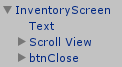 InventoryScreen
Text
Scroll View
btnClose